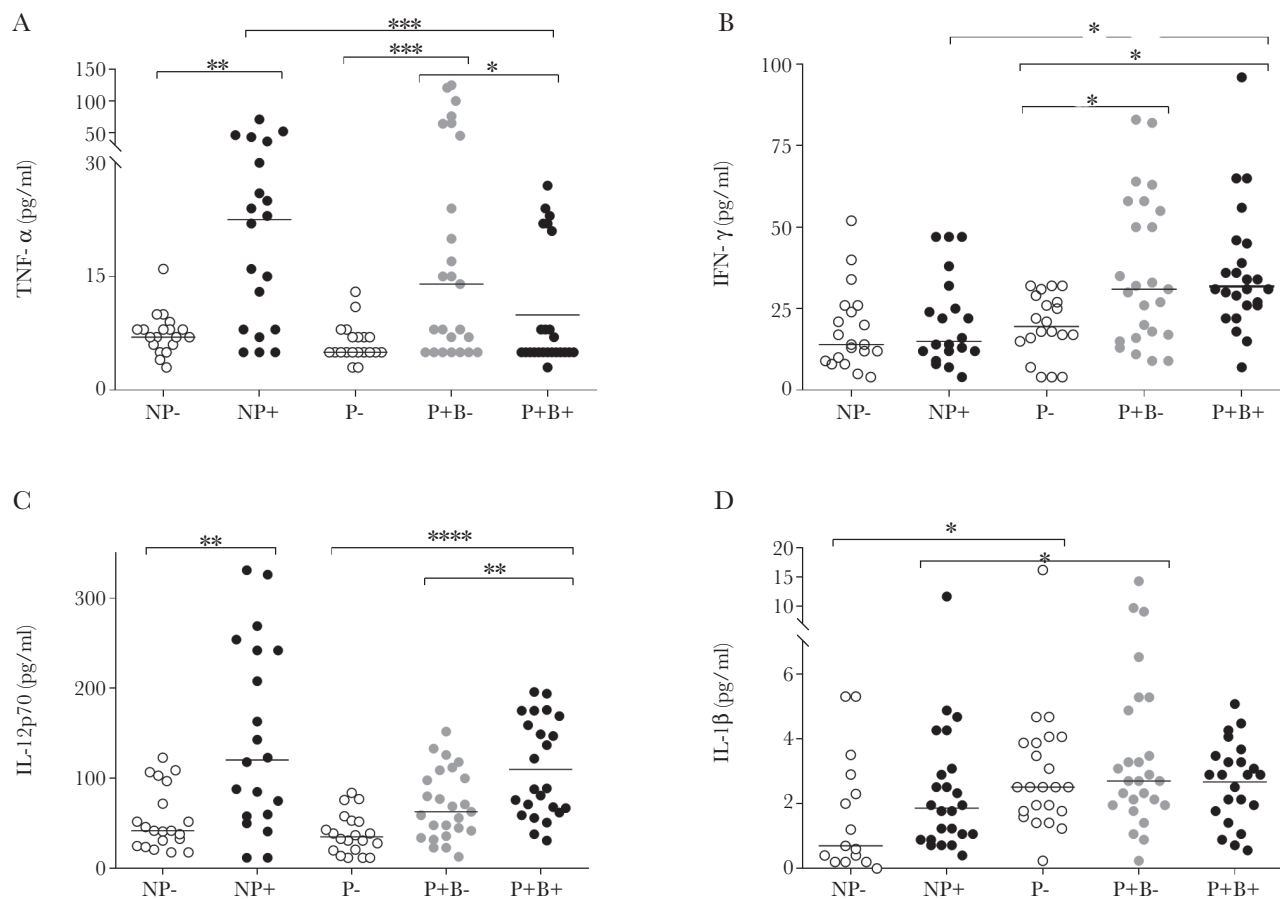 A
***
**
***
*
150
100
50
30
15
0
TNF- α (pg/ml)
NP- NP+ P- P+B- P+B+
B
*
*
*
100
75
50
25
0
IFN- γ (pg/ml)
NP- NP+ P- P+B- P+B+
C
**
****
**
300
200
100
0
IL-12p70 (pg/ml)
NP- NP+ P- P+B- P+B+
D
*
*
20
15
10
6
4
2
0
IL-1β (pg/ml)
NP- NP+ P- P+B- P+B+